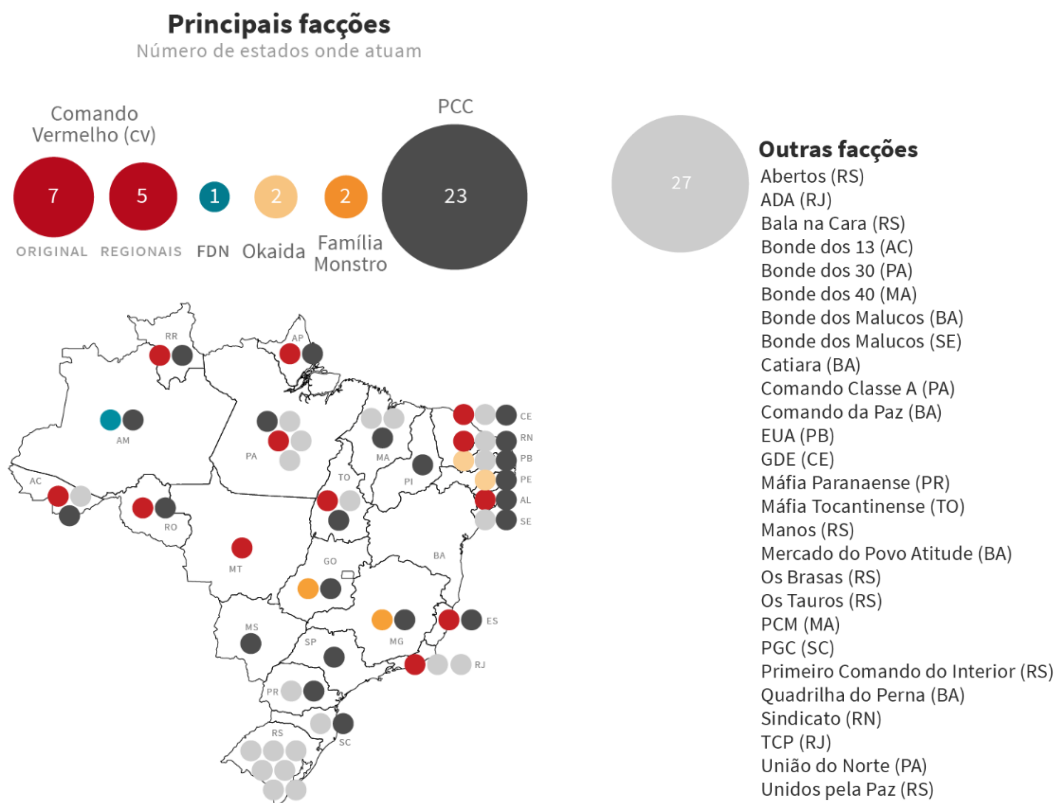 Principais facções
Número de estados onde atuam
Comando
Vermelho (CV)
PCC
7
5
1
2
2
23
27
ORIGINAL
REGIONAIS
FDN
Okaida
Família
Monstro
Outras facções
Abertos (RS)
ADA (RJ)
Bala na Cara (RS)
Bonde dos 13 (AC)
Bonde dos 30 (PA)
Bonde dos 40 (MA)
Bonde dos Malucos (BA)
Bonde dos Malucos (SE)
Catiara (BA)
Comando Classe A (PA)
Comando da Paz (BA)
EUA (PB)
GDE (CE)
Máfia Paranaense (PR)
Máfia Tocantinense (TO)
Manos (RS)
Mercado do Povo Atitude (BA)
Os Brasas (RS)
Os Tauros (RS)
PCM (MA)
PGC (SC)
Primeiro Comando do Interior (RS)
Quadrilha do Perna (BA)
Sindicato (RN)
TCP (RJ)
União do Norte (PA)
Unidos pela Paz (RS)
RR
AP
AM
PA
MA
CE
RN
PB
PE
AL
SE
PI
TO
AC
RO
MT
BA
GO
MS
MG
ES
SP
RJ
PR
SC
RS